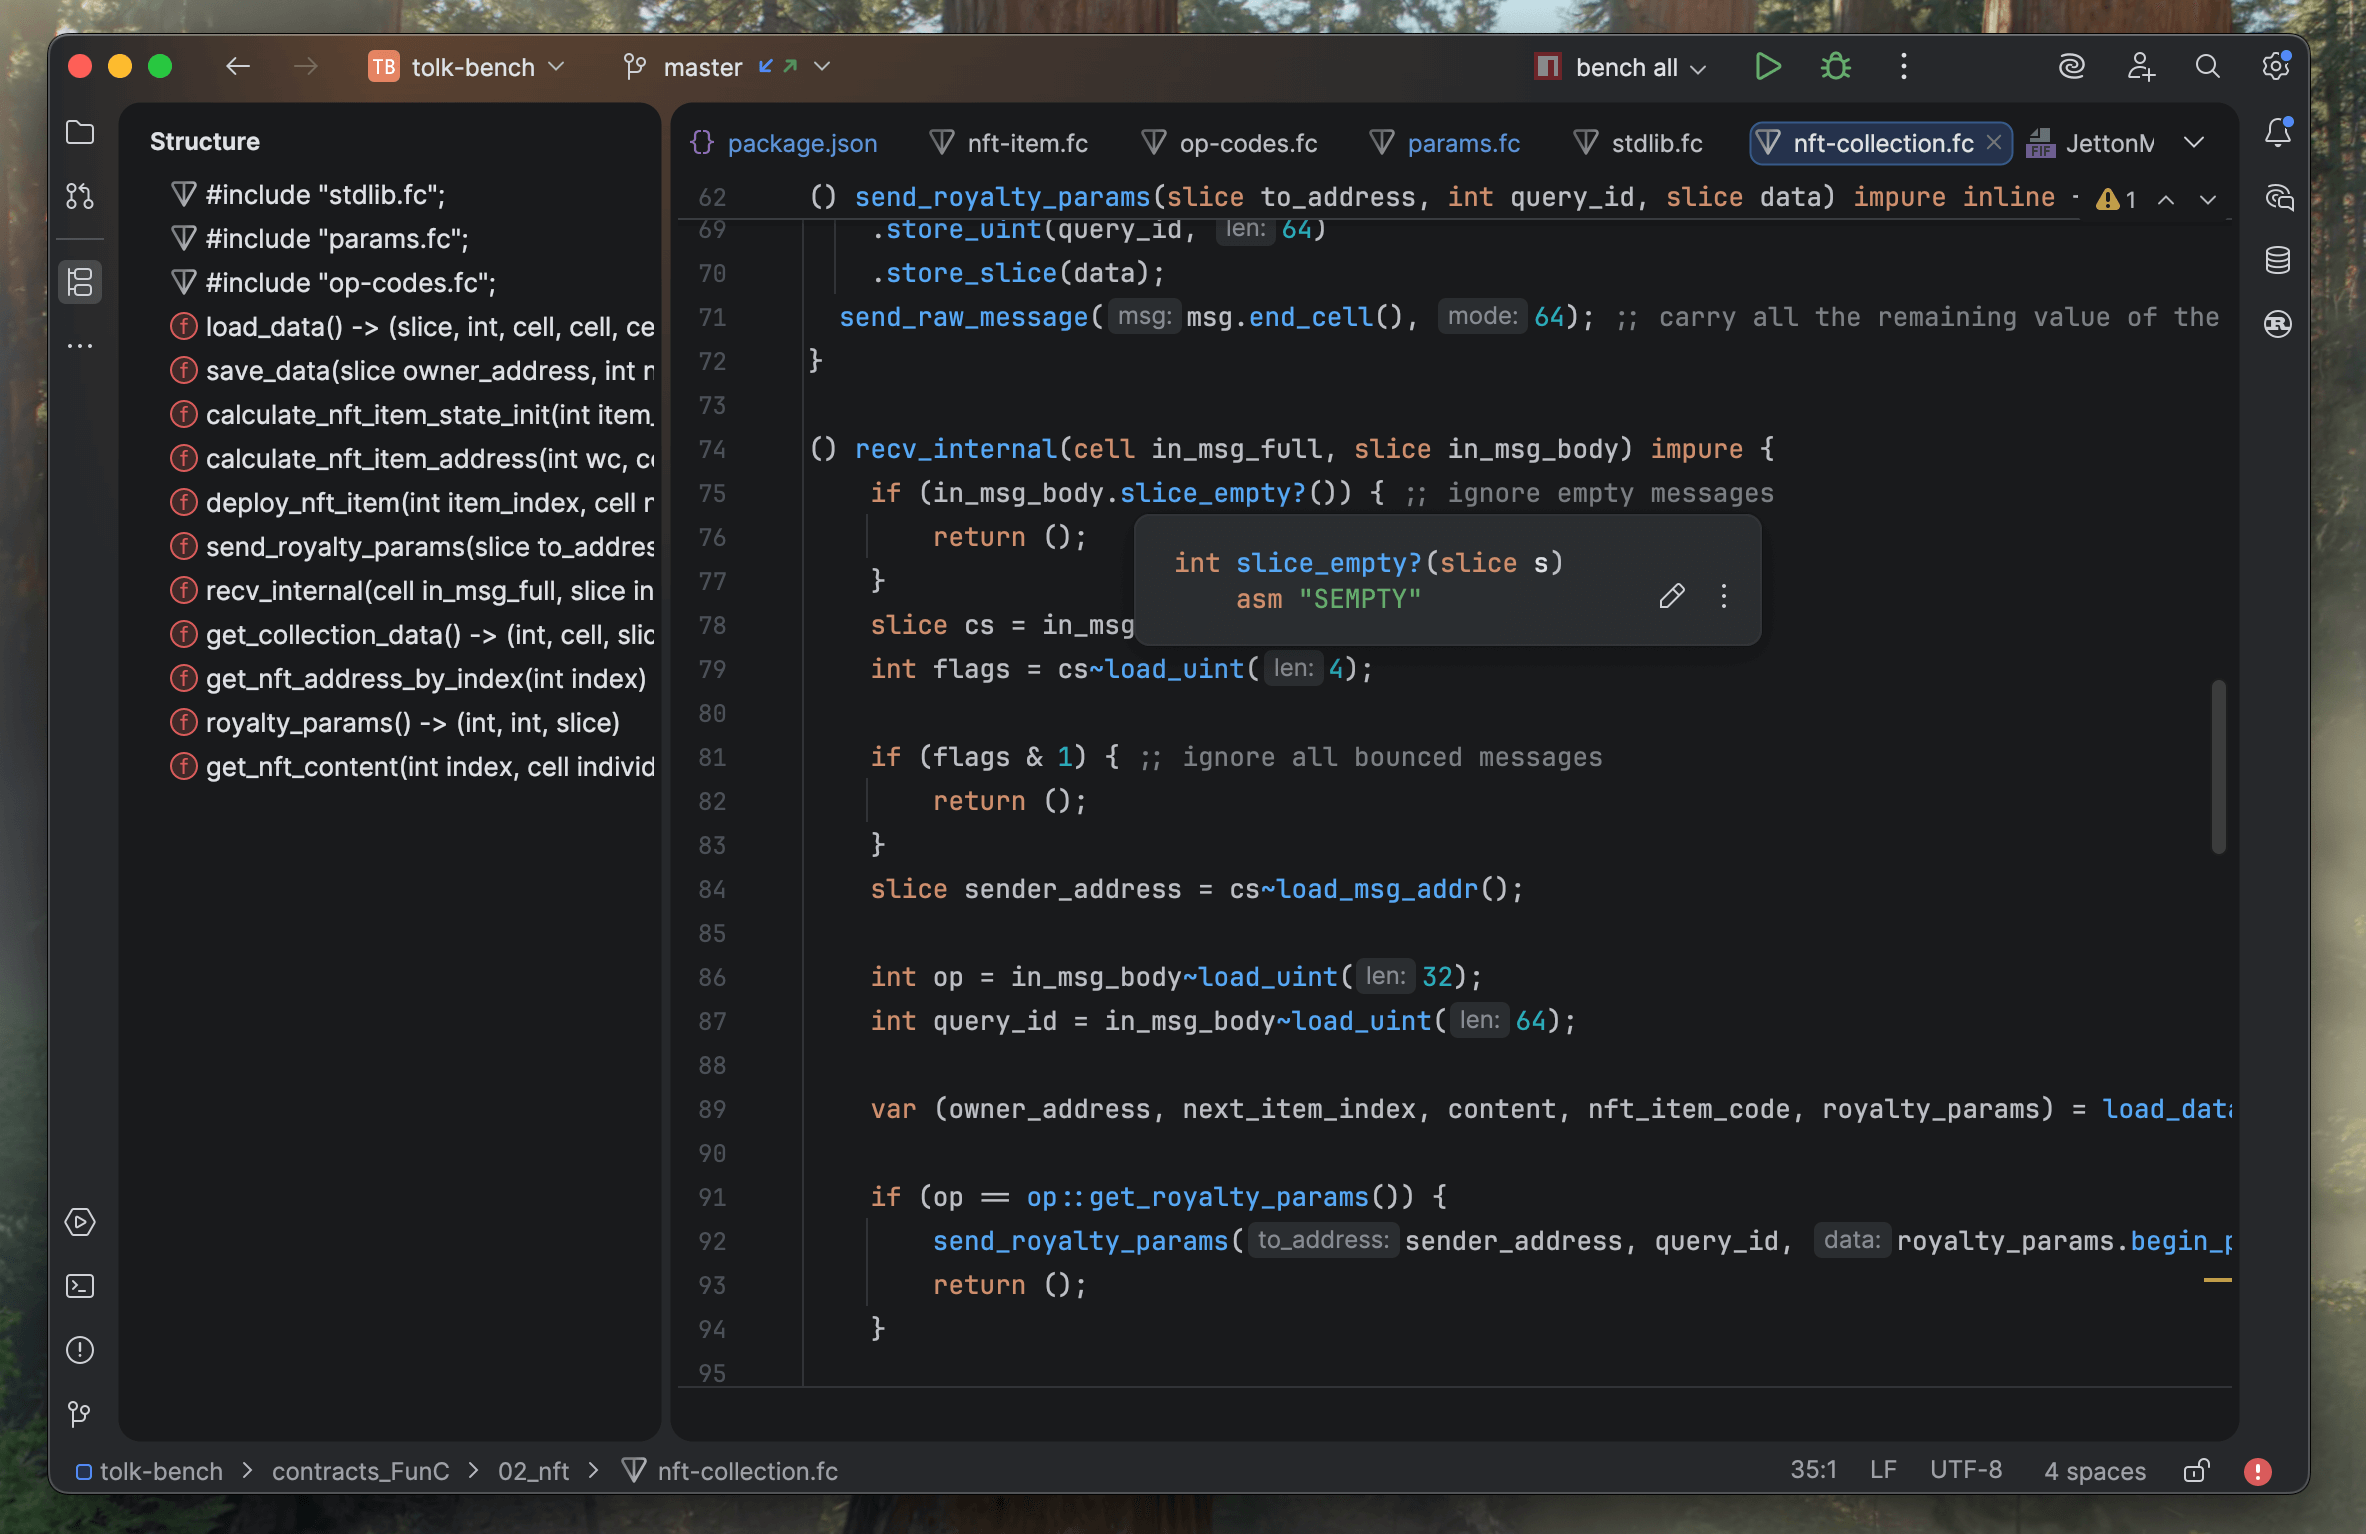 TB tolk-bench master bench all
Structure
#include "stdlib.fc";
#include "params.fc";
#include "op-codes.fc";
f load_data() -> (slice, int, cell, cell, ce
f save_data(slice owner_address, int n
f calculate_nft_item_state_init(int item_
f calculate_nft_item_address(int wc, c
f deploy_nft_item(int item_index, cell n
f send_royalty_params(slice to_addres
f recv_internal(cell in_msg_full, slice in
f get_collection_data() -> (int, cell, slic
f get_nft_address_by_index(int index)
f royalty_params() -> (int, int, slice)
f get_nft_content(int index, cell individ
{} package.json nft-item.fc op-codes.fc params.fc stdlib.fc nft-collection.fc FIF JettonM
62 () send_royalty_params(slice to_address, int query_id, slice data) impure inline 1
69 .store_uint(query_id, len: 64)
70 .store_slice(data);
71 send_raw_message( msg: msg.end_cell(), mode: 64); ;; carry all the remaining value of the
72 }
73
74 () recv_internal(cell in_msg_full, slice in_msg_body) impure {
75 if (in_msg_body.slice_empty?()) { ;; ignore empty messages
76 return ();
77 }
int slice_empty?(slice s)
asm "SEMPTY"
78 slice cs = in_msg
79 int flags = cs~load_uint( len: 4);
80
81 if (flags & 1) { ;; ignore all bounced messages
82 return ();
83 }
84 slice sender_address = cs~load_msg_addr();
85
86 int op = in_msg_body~load_uint( len: 32);
87 int query_id = in_msg_body~load_uint( len: 64);
88
89 var (owner_address, next_item_index, content, nft_item_code, royalty_params) = load_data
90
91 if (op == op::get_royalty_params()) {
92 send_royalty_params( to_address: sender_address, query_id, data: royalty_params.begin_p
93 return ();
94 }
95
tolk-bench > contracts_FunC > 02_nft > nft-collection.fc 35:1 LF UTF-8 4 spaces